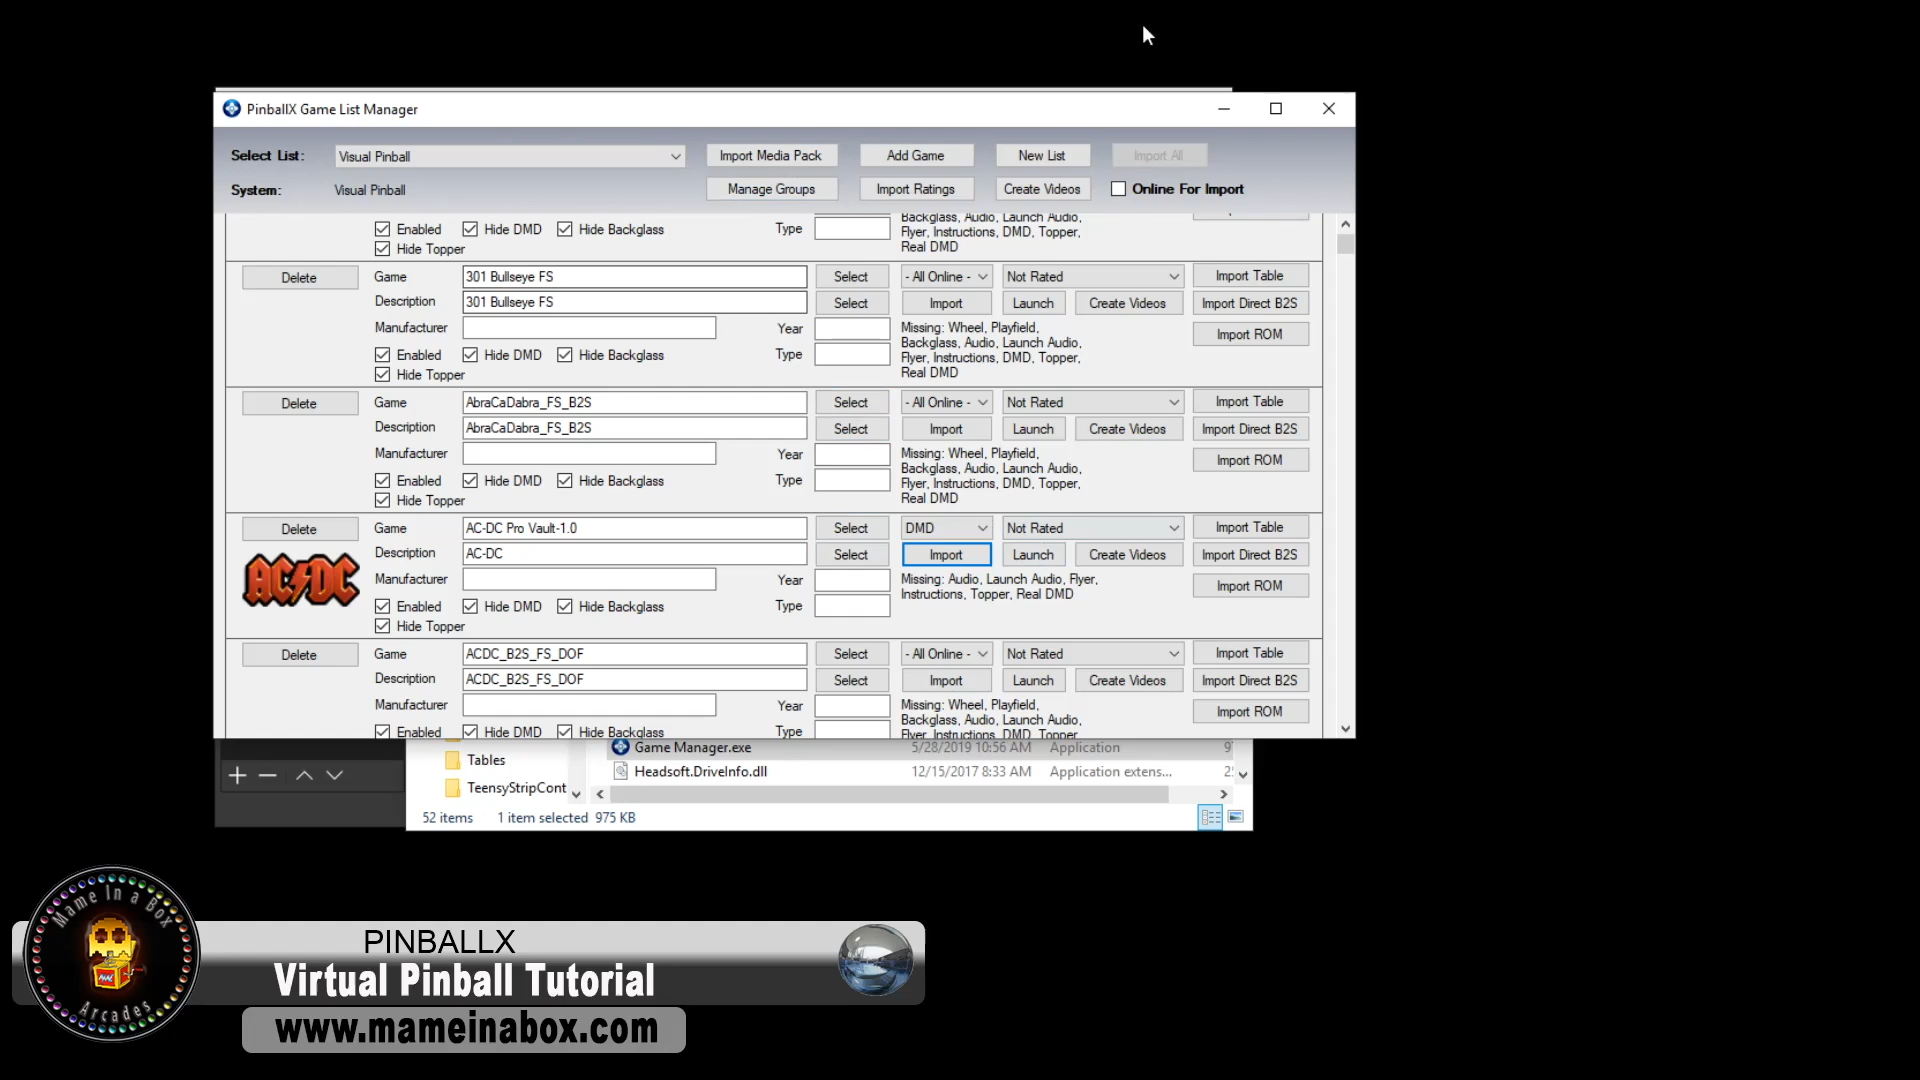 PinballX Game List Manager
Select List: Visual Pinball Import Media Pack Add Game New List Import All
System: Visual Pinball Manage Groups Import Ratings Create Videos Online For Import
Enabled Hide DMD Hide Backglass Type Backglass, Audio, Launch Audio,
Flyer, Instructions, DMD, Topper,
Hide Topper Real DMD
Delete Game 301 Bullseye FS Select - All Online - Not Rated Import Table
Description 301 Bullseye FS Select Import Launch Create Videos Import Direct B2S
Manufacturer Year Missing: Wheel, Playfield, Import ROM
Backglass, Audio, Launch Audio,
Enabled Hide DMD Hide Backglass Type Flyer, Instructions, DMD, Topper,
Hide Topper Real DMD
Delete Game AbraCaDabra_FS_B2S Select - All Online - Not Rated Import Table
Description AbraCaDabra_FS_B2S Select Import Launch Create Videos Import Direct B2S
Manufacturer Year Missing: Wheel, Playfield, Import ROM
Backglass, Audio, Launch Audio,
Enabled Hide DMD Hide Backglass Type Flyer, Instructions, DMD, Topper,
Hide Topper Real DMD
Delete Game AC-DC Pro Vault-1.0 Select DMD Not Rated Import Table
Description AC-DC Select Import Launch Create Videos Import Direct B2S
AC/DC Manufacturer Year Missing: Audio, Launch Audio, Flyer, Import ROM
Instructions, Topper, Real DMD
Enabled Hide DMD Hide Backglass Type
Hide Topper
Delete Game ACDC_B2S_FS_DOF Select - All Online - Not Rated Import Table
Description ACDC_B2S_FS_DOF Select Import Launch Create Videos Import Direct B2S
Manufacturer Year Missing: Wheel, Playfield, Import ROM
Backglass, Audio, Launch Audio,
Enabled Hide DMD Hide Backglass Type Flyer, Instructions, DMD, Topper,
Game Manager.exe 5/28/2019 10:56 AM Application
Tables
Headsoft.DriveInfo.dll 12/15/2017 8:33 AM Application extens...
TeensyStripCont
52 items 1 item selected 975 KB
Mame In a Box
Arcades
PINBALLX
Virtual Pinball Tutorial
www.mameinabox.com